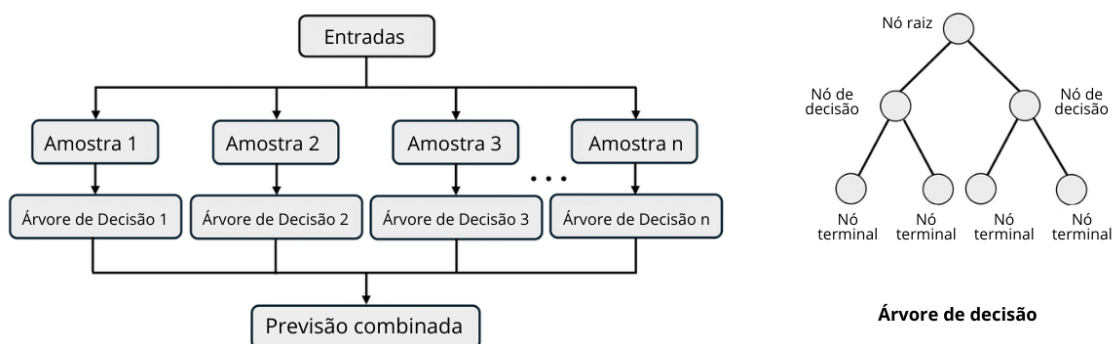 Entradas
Amostra 1
Amostra 2
Amostra 3
Amostra n
...
Árvore de Decisão 1
Árvore de Decisão 2
Árvore de Decisão 3
Árvore de Decisão n
Previsão combinada
Nó raiz
Nó de
decisão
Nó de
decisão
Nó
terminal
Nó
terminal
Nó
terminal
Nó
terminal
Árvore de decisão